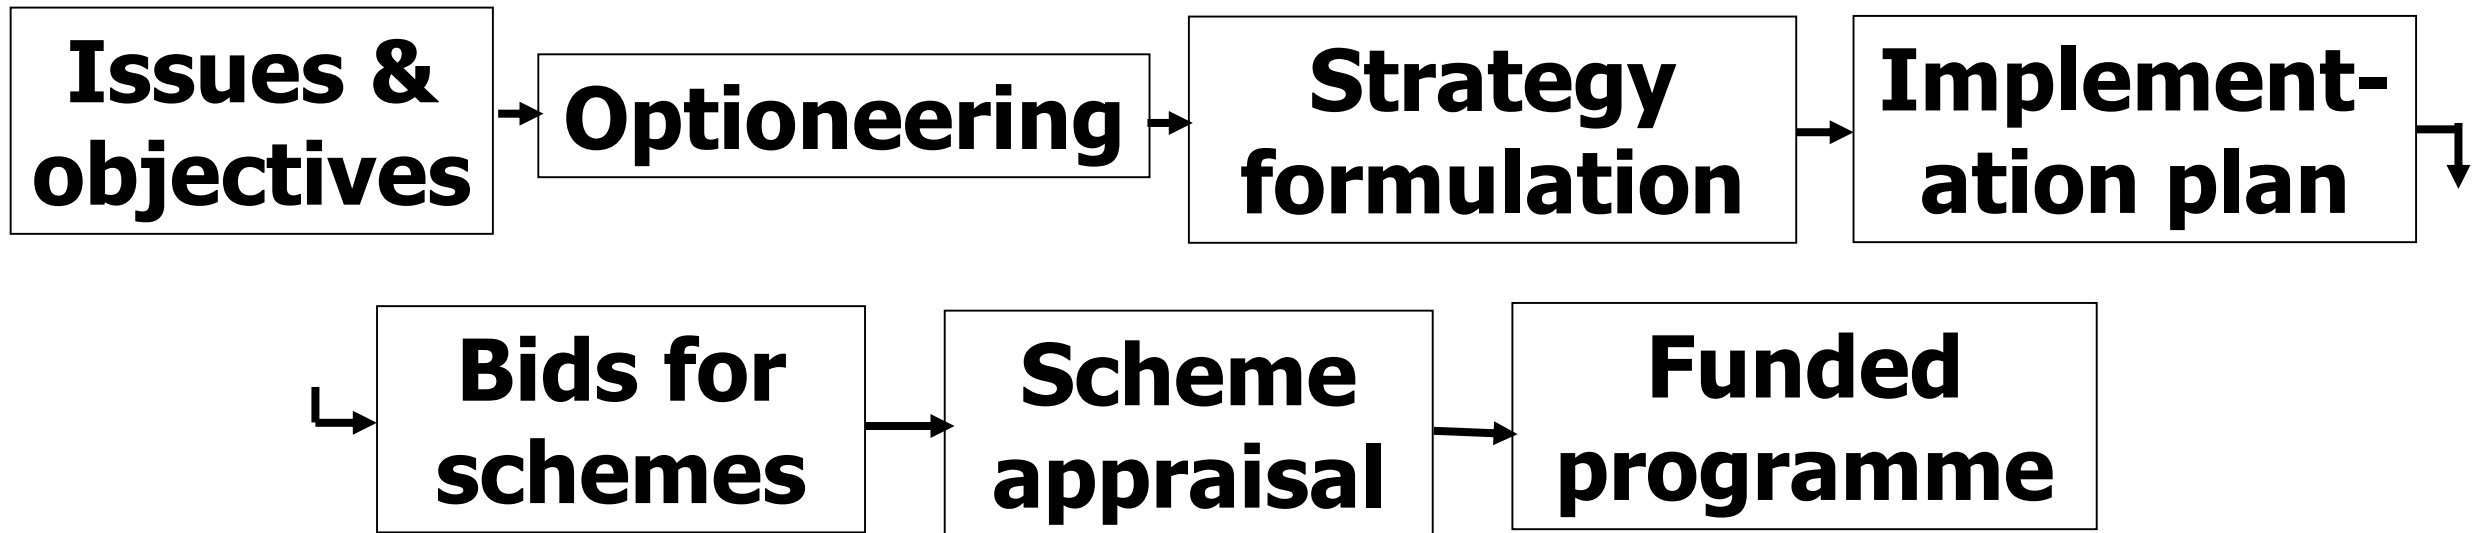 Issues &
objectives
Optioneering
Strategy
formulation
Implement-
ation plan
Bids for
schemes
Scheme
appraisal
Funded
programme